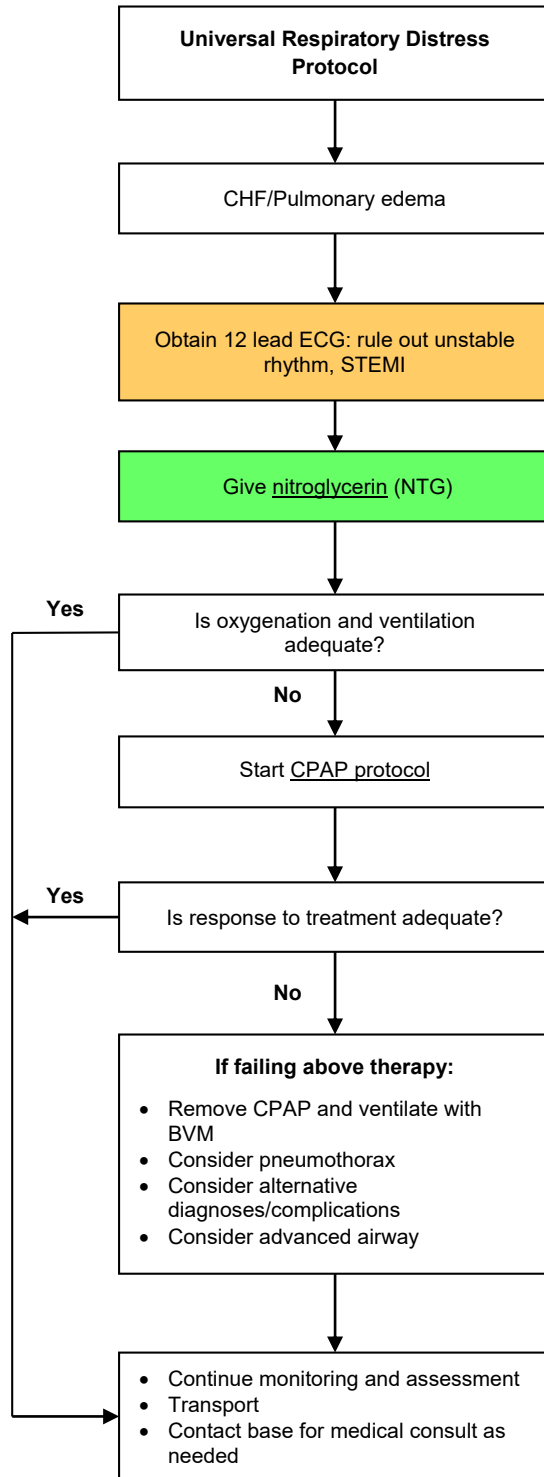 Universal Respiratory Distress
Protocol
CHF/Pulmonary edema
Obtain 12 lead ECG: rule out unstable
rhythm, STEMI
Give nitroglycerin (NTG)
Yes
Is oxygenation and ventilation
adequate?
No
Start CPAP protocol
Yes
Is response to treatment adequate?
No
If failing above therapy:
• Remove CPAP and ventilate with
BVM
• Consider pneumothorax
• Consider alternative
diagnoses/complications
• Consider advanced airway
• Continue monitoring and assessment
• Transport
• Contact base for medical consult as
needed